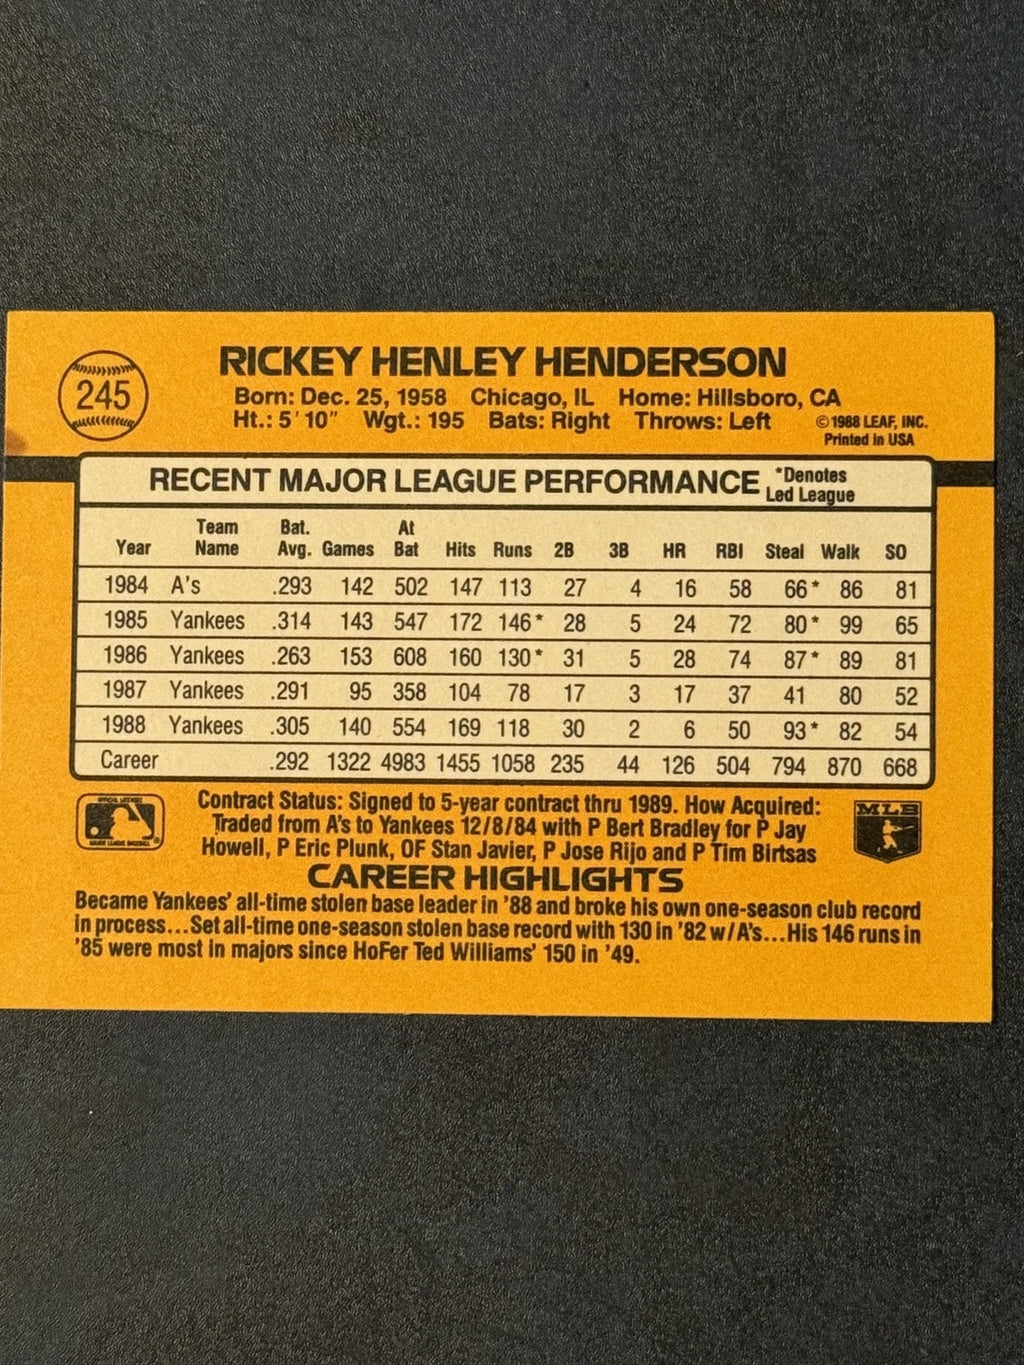 245
RICKEY HENLEY HENDERSON
Born: Dec. 25, 1958 Chicago, IL Home: Hillsboro, CA
Ht.: 5'10" Wgt.: 195 Bats: Right Throws: Left
©1988 LEAF, INC.
Printed in USA
RECENT MAJOR LEAGUE PERFORMANCE *Denotes Led League
Year Team Name Bat. Avg. Games At Bat Hits Runs 2B 3B HR RBI Steal Walk SO
1984 A's .293 142 502 147 113 27 4 16 58 66* 86 81
1985 Yankees .314 143 547 172 146* 28 5 24 72 80* 99 65
1986 Yankees .263 153 608 160 130* 31 5 28 74 87* 89 81
1987 Yankees .291 95 358 104 78 17 3 17 37 41 80 52
1988 Yankees .305 140 554 169 118 30 2 6 50 93* 82 54
Career .292 1322 4983 1455 1058 235 44 126 504 794 870 668
OFFICIAL LICENSEE
MAJOR LEAGUE BASEBALL ®
MLB
Contract Status: Signed to 5-year contract thru 1989. How Acquired:
Traded from A's to Yankees 12/8/84 with P Bert Bradley for P Jay
Howell, P Eric Plunk, OF Stan Javier, P Jose Rijo and P Tim Birtsas
CAREER HIGHLIGHTS
Became Yankees' all-time stolen base leader in '88 and broke his own one-season club record
in process...Set all-time one-season stolen base record with 130 in '82 w/A's...His 146 runs in
'85 were most in majors since HoFer Ted Williams' 150 in '49.